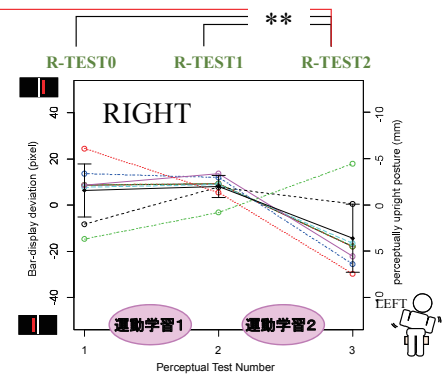 **
R-TEST0 R-TEST1 R-TEST2
RIGHT
40
20
0
-20
-40
Bar-display deviation (pixel)
-10
-5
0
5
10
perceptually upright posture (mm)
LEFT
運動学習1 運動学習2
1 2 3
Perceptual Test Number